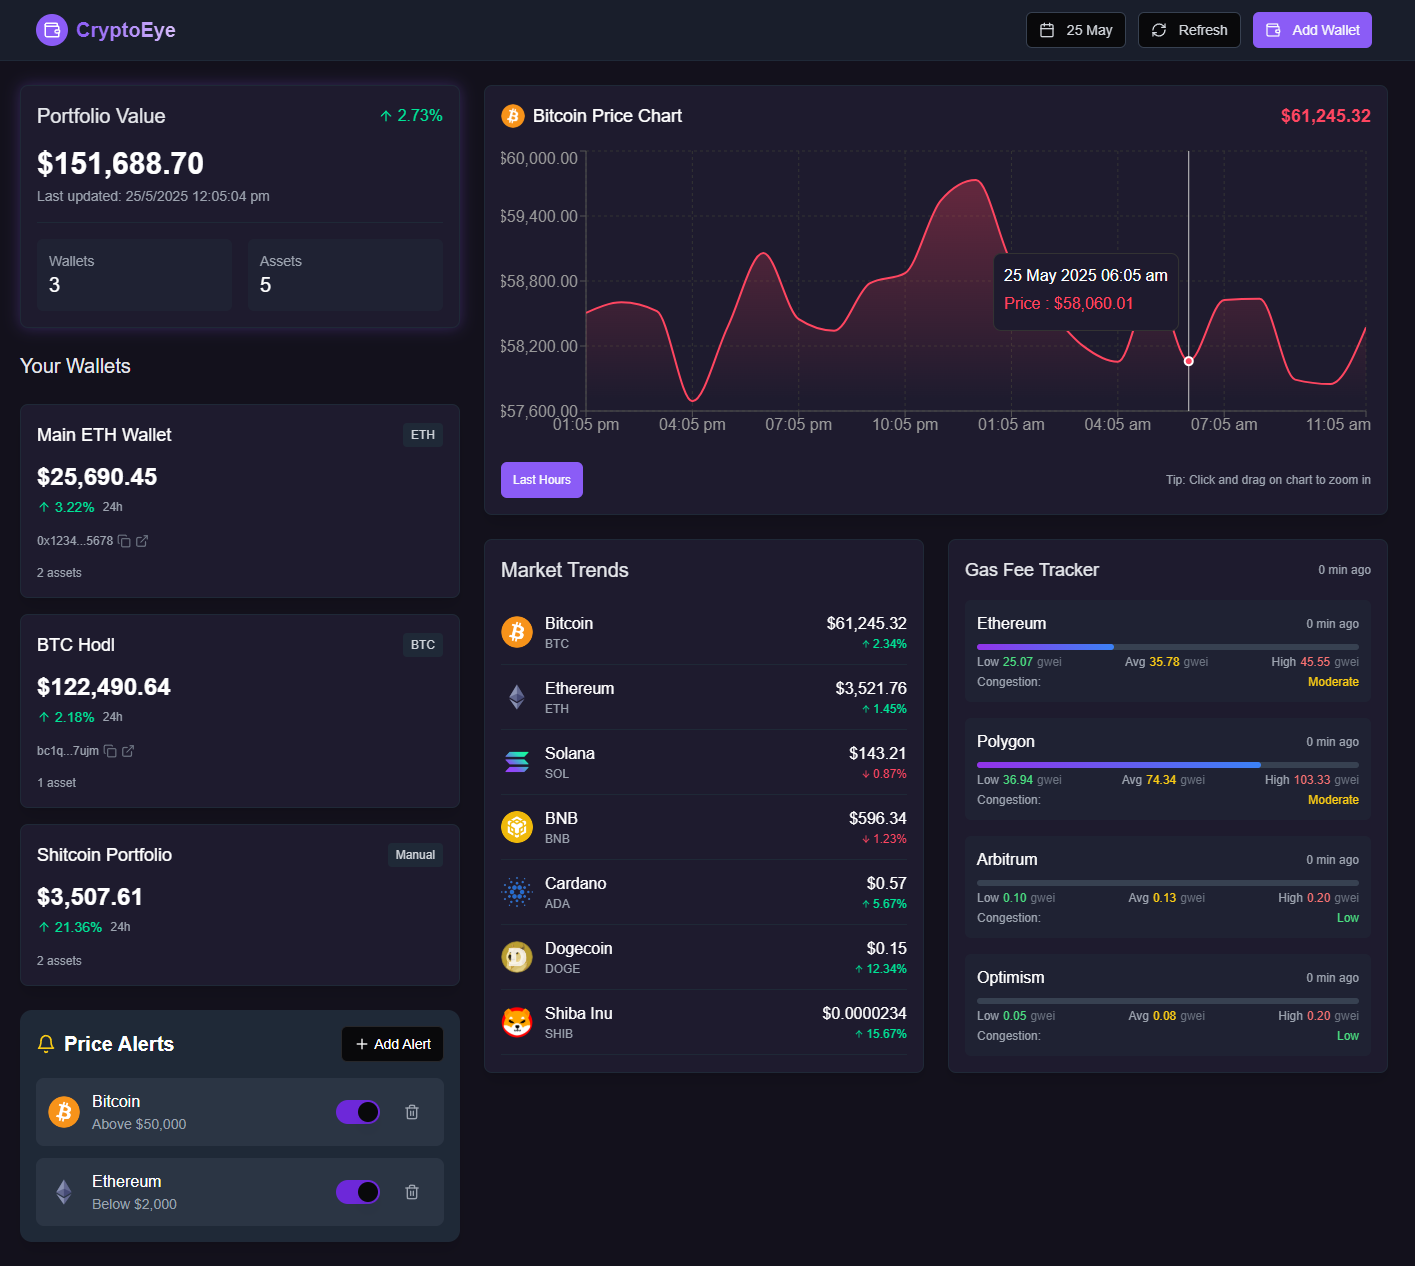 CryptoEye
25 May
Refresh
Add Wallet
Portfolio Value
2.73%
$151,688.70
Last updated: 25/5/2025 12:05:04 pm
Wallets
3
Assets
5
Your Wallets
Main ETH Wallet
ETH
$25,690.45
3.22% 24h
0x1234...5678
2 assets
BTC Hodl
BTC
$122,490.64
2.18% 24h
bc1q...7ujm
1 asset
Shitcoin Portfolio
Manual
$3,507.61
21.36% 24h
2 assets
Price Alerts
Add Alert
Bitcoin
Above $50,000
Ethereum
Below $2,000
Bitcoin Price Chart
$61,245.32
$60,000.00
$59,400.00
$58,800.00
$58,200.00
$57,600.00
01:05 pm 04:05 pm 07:05 pm 10:05 pm 01:05 am 04:05 am 07:05 am 11:05 am
25 May 2025 06:05 am
Price : $58,060.01
Last Hours
Tip: Click and drag on chart to zoom in
Market Trends
Bitcoin $61,245.32
BTC 2.34%
Ethereum $3,521.76
ETH 1.45%
Solana $143.21
SOL 0.87%
BNB $596.34
BNB 1.23%
Cardano $0.57
ADA 5.67%
Dogecoin $0.15
DOGE 12.34%
Shiba Inu $0.0000234
SHIB 15.67%
Gas Fee Tracker
0 min ago
Ethereum 0 min ago
Low 25.07 gwei Avg 35.78 gwei High 45.55 gwei
Congestion: Moderate
Polygon 0 min ago
Low 36.94 gwei Avg 74.34 gwei High 103.33 gwei
Congestion: Moderate
Arbitrum 0 min ago
Low 0.10 gwei Avg 0.13 gwei High 0.20 gwei
Congestion: Low
Optimism 0 min ago
Low 0.05 gwei Avg 0.08 gwei High 0.20 gwei
Congestion: Low